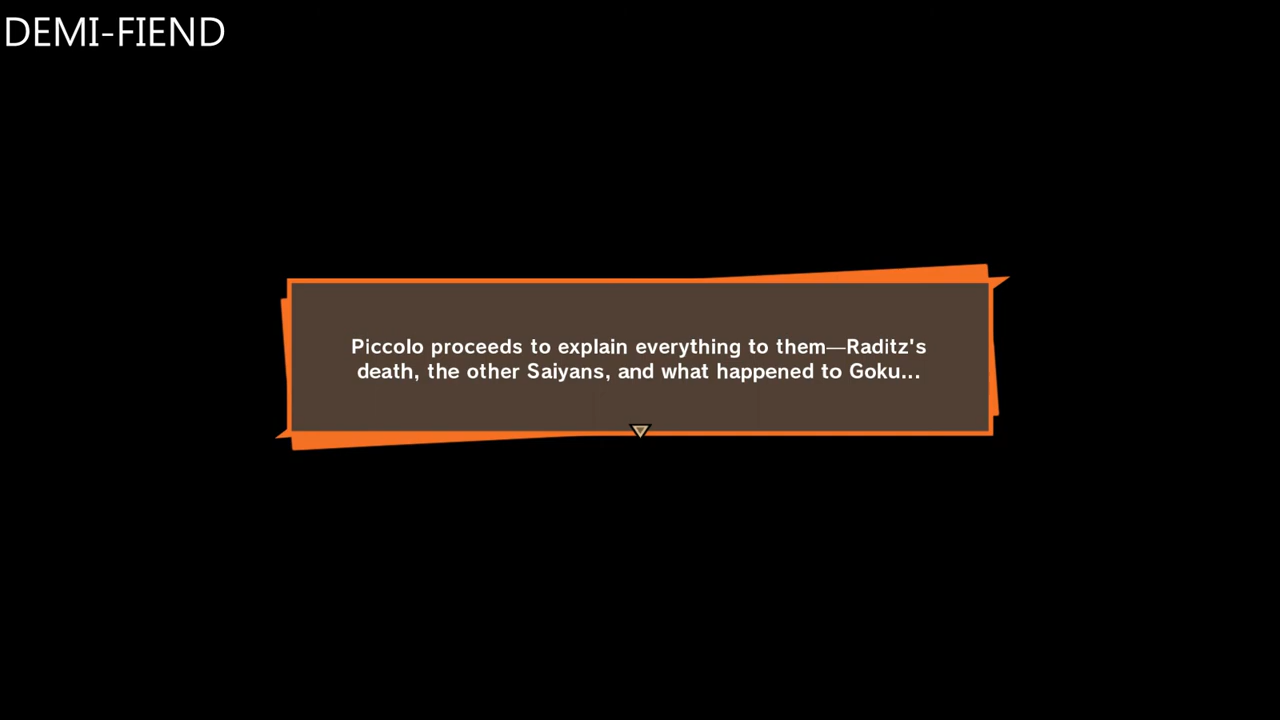 DEMI-FIEND
Piccolo proceeds to explain everything to them—Raditz's
death, the other Saiyans, and what happened to Goku...